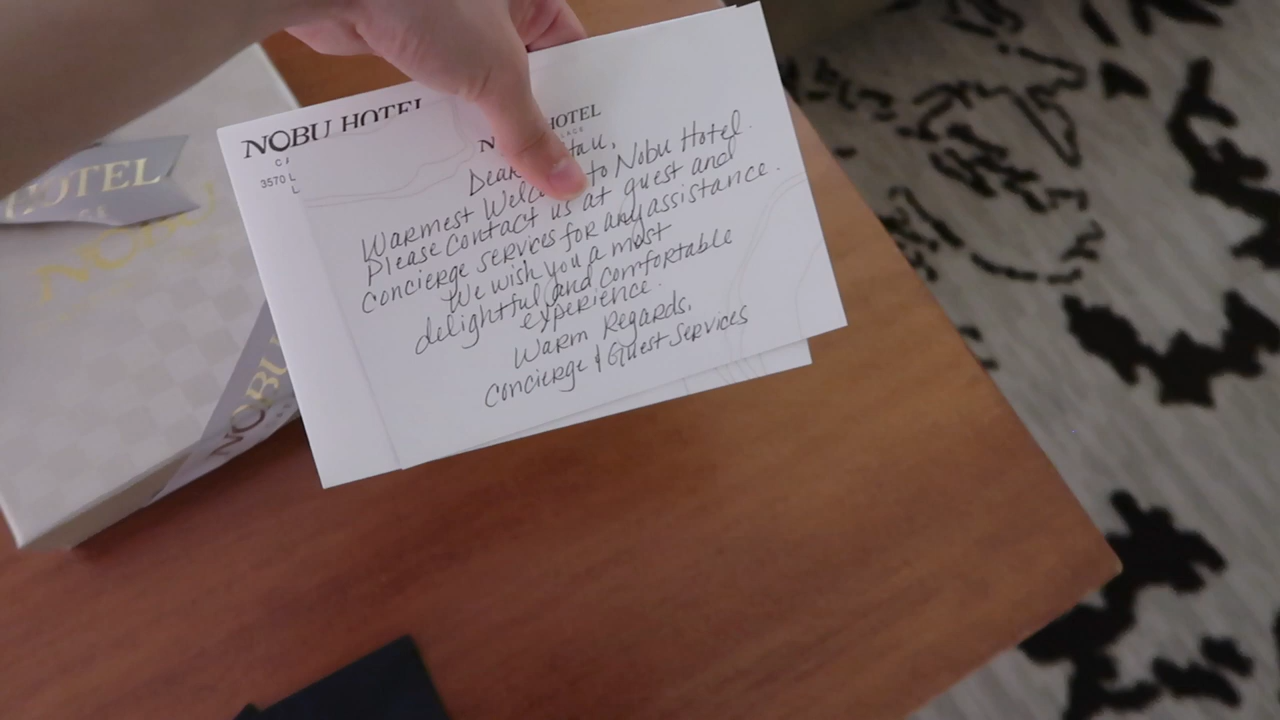 HOTEL
NOBU
NOBU
NOBU HOTEL
3570 L
HOTEL
Dear
Warmest to Nobu Hotel.
Please contact us at guest and
Concierge services for any assistance.
We wish you a most
delightful and comfortable
experience.
Warm Regards,
Concierge & Guest Services